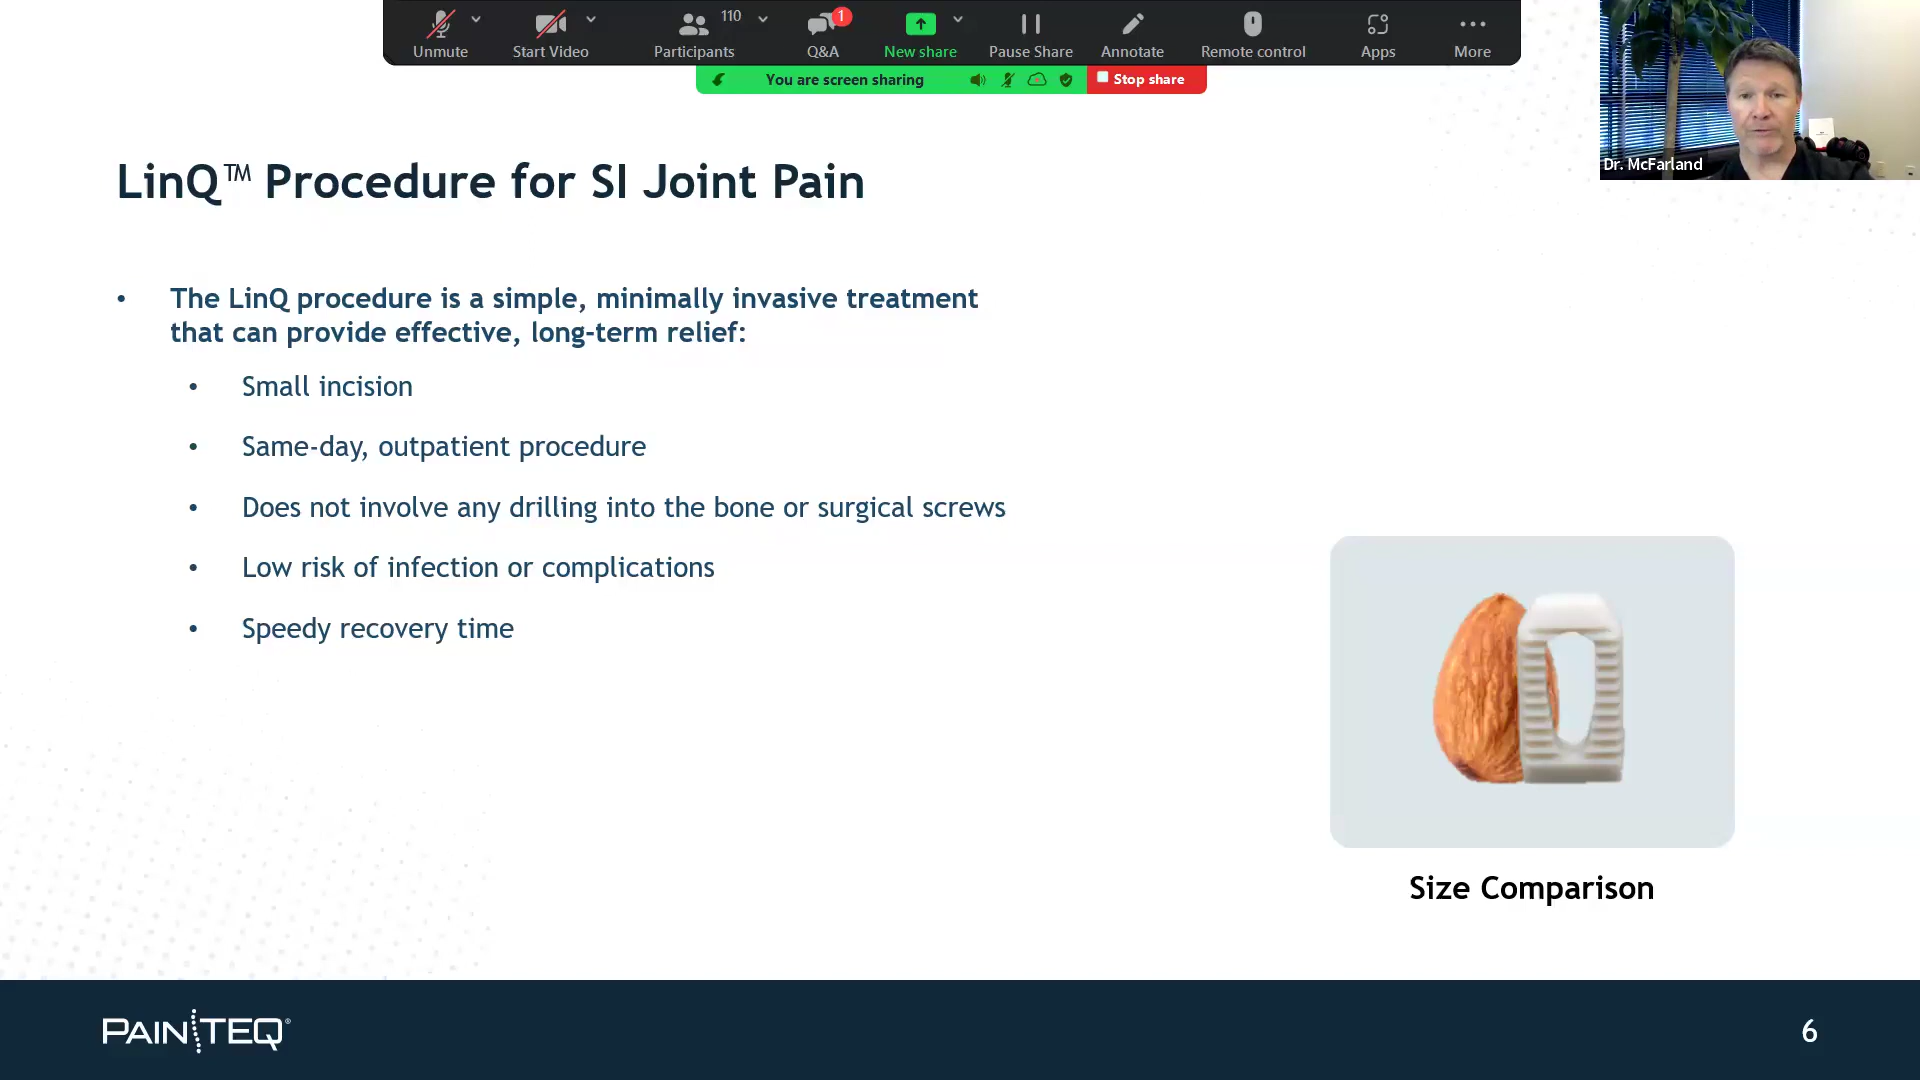 Unmute
Start Video
110
Participants
1
Q&A
New share
Pause Share
Annotate
Remote control
Apps
More
You are screen sharing
Stop share
Dr. McFarland
LinQ™ Procedure for SI Joint Pain
• The LinQ procedure is a simple, minimally invasive treatment
that can provide effective, long-term relief:
• Small incision
• Same-day, outpatient procedure
• Does not involve any drilling into the bone or surgical screws
• Low risk of infection or complications
• Speedy recovery time
Size Comparison
PAINTEQ®
6